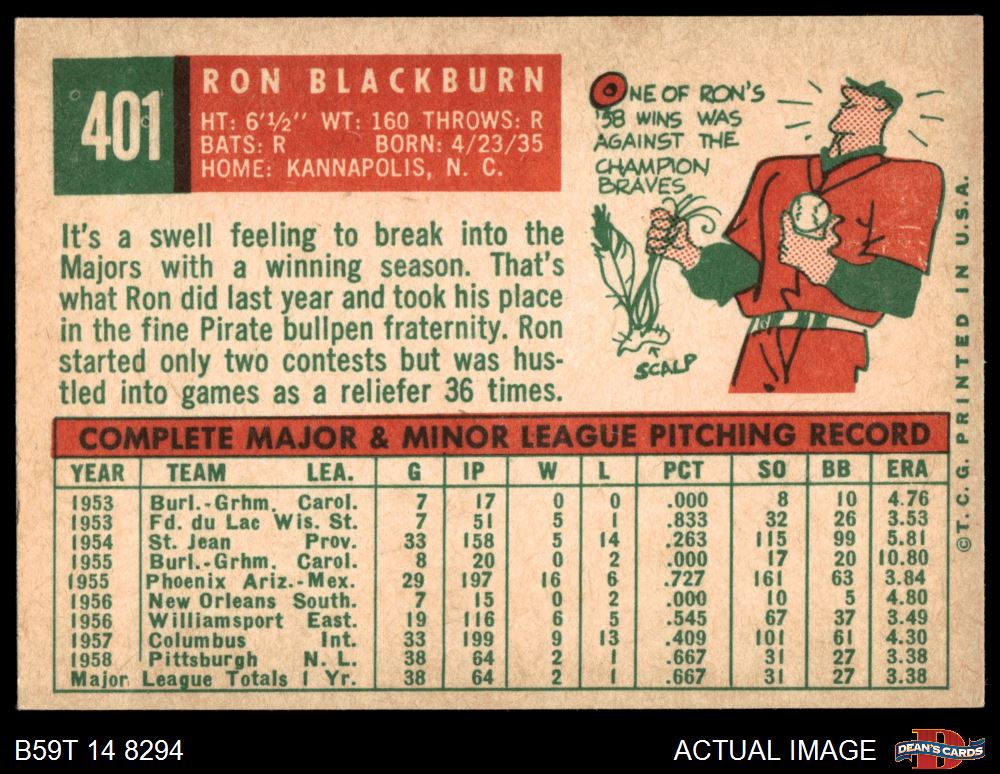 401
RON BLACKBURN
HT: 6'½" WT: 160 THROWS: R
BATS: R BORN: 4/23/35
HOME: KANNAPOLIS, N. C.
ONE OF RON'S
'58 WINS WAS
AGAINST THE
CHAMPION
BRAVES
SCALP
It's a swell feeling to break into the
Majors with a winning season. That's
what Ron did last year and took his place
in the fine Pirate bullpen fraternity. Ron
started only two contests but was hus-
tled into games as a reliefer 36 times.
COMPLETE MAJOR & MINOR LEAGUE PITCHING RECORD
YEAR TEAM LEA. G IP W L PCT SO BB ERA
1953 Burl.-Grhm. Carol. 7 17 0 0 .000 8 10 4.76
1953 Fd. du Lac Wis. St. 7 51 5 1 .833 32 26 3.53
1954 St. Jean Prov. 33 158 5 14 .263 115 99 5.81
1955 Burl.-Grhm. Carol. 8 20 0 2 .000 17 20 10.80
1955 Phoenix Ariz.-Mex. 29 197 16 6 .727 161 63 3.84
1956 New Orleans South. 7 15 0 2 .000 10 5 4.80
1956 Williamsport East. 19 116 6 5 .545 67 37 3.49
1957 Columbus Int. 33 199 9 13 .409 101 61 4.30
1958 Pittsburgh N. L. 38 64 2 1 .667 31 27 3.38
Major League Totals 1 Yr. 38 64 2 1 .667 31 27 3.38
©T. C. G. PRINTED IN U.S.A.
B59T 14 8294
ACTUAL IMAGE
DEAN'S CARDS